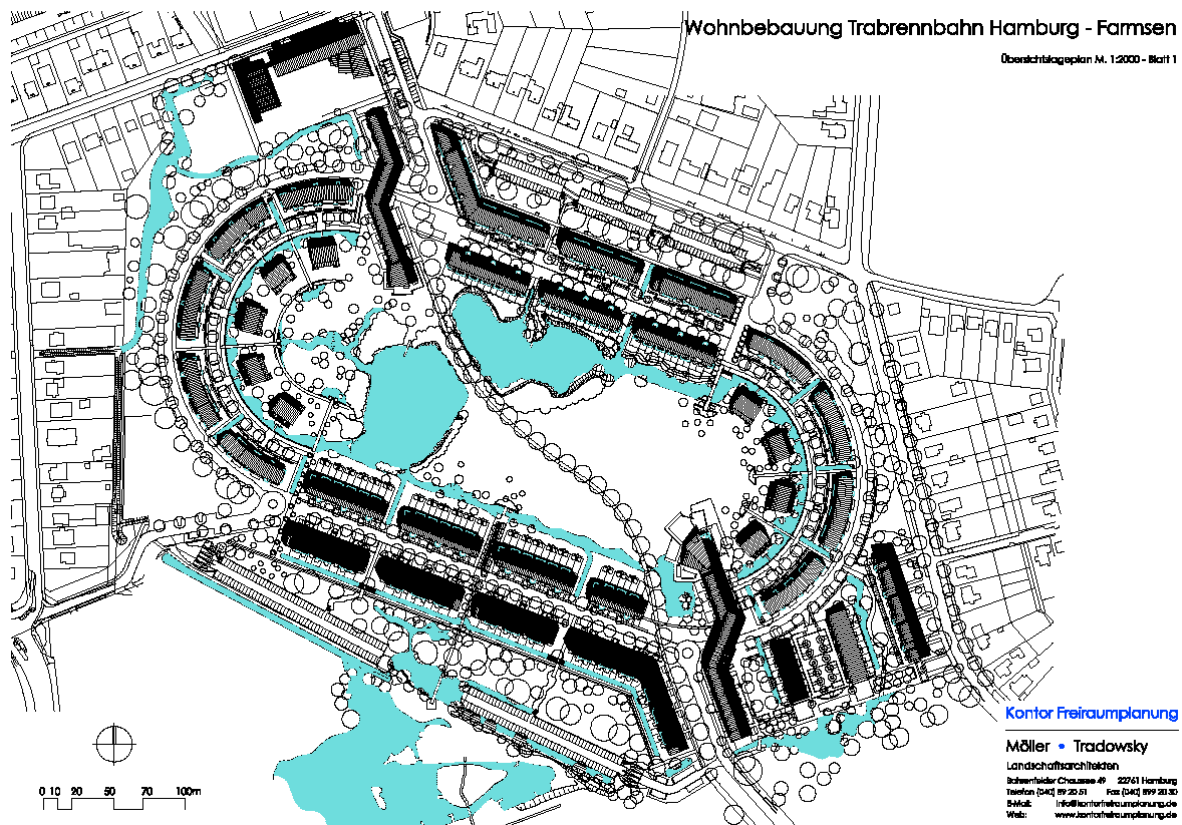 Wohnbebauung Trabrennbahn Hamburg - Farmsen
Übersichtslageplan M. 1:2000 - Blatt 1
Kontor Freiraumplanung
Möller • Tradowsky
Landschaftsarchitekten
Bahrenfelder Chaussee 49 22761 Hamburg
Telefon (040) 89 20 51 Fax (040) 899 20 30
E-Mail: info@kontorfreiraumplanung.de
Web: www.kontorfreiraumplanung.de
0 10 20 50 70 100m